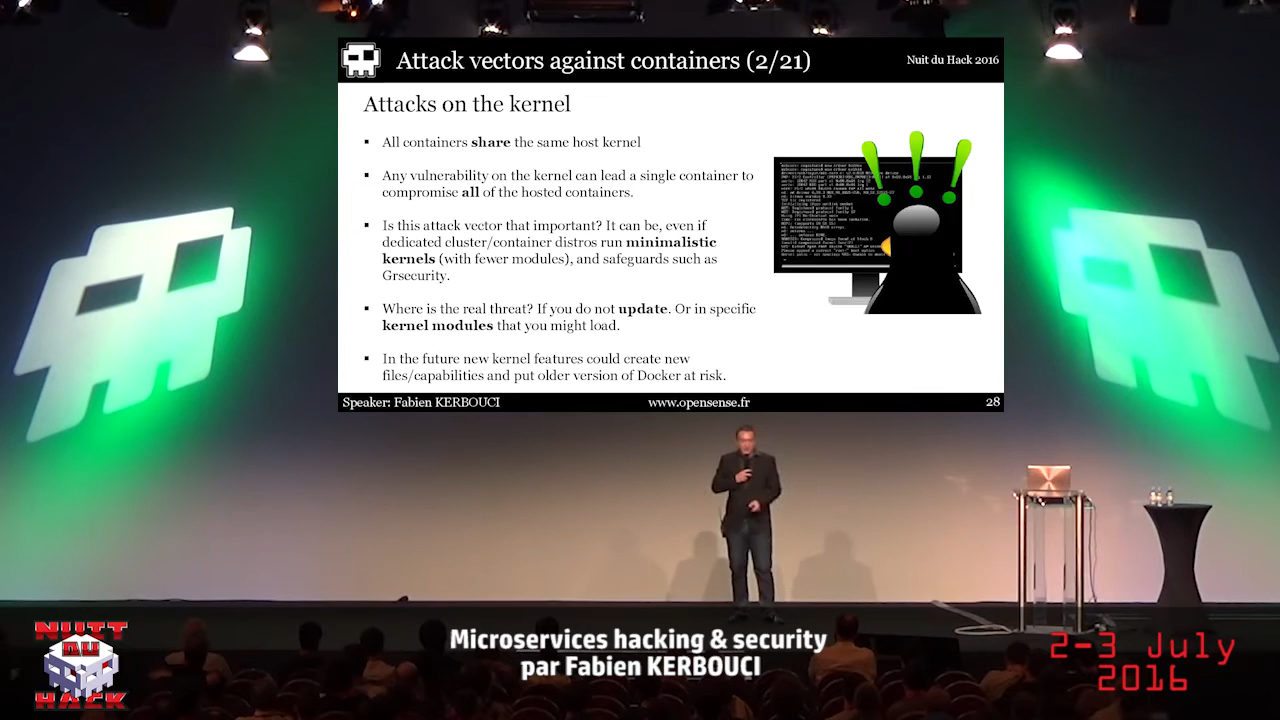 Attack vectors against containers (2/21)
Nuit du Hack 2016
Attacks on the kernel
▪ All containers share the same host kernel
▪ Any vulnerability on the kernel can lead a single container to
compromise all of the hosted containers.
▪ Is this attack vector that important? It can be, even if
dedicated cluster/container distros run minimalistic
kernels (with fewer modules), and safeguards such as
Grsecurity.
▪ Where is the real threat? If you do not update. Or in specific
kernel modules that you might load.
▪ In the future new kernel features could create new
files/capabilities and put older version of Docker at risk.
Speaker: Fabien KERBOUCI
www.opensense.fr
28
NUIT
DU
HACK
Microservices hacking & security
par Fabien KERBOUCI
2-3 July
2016